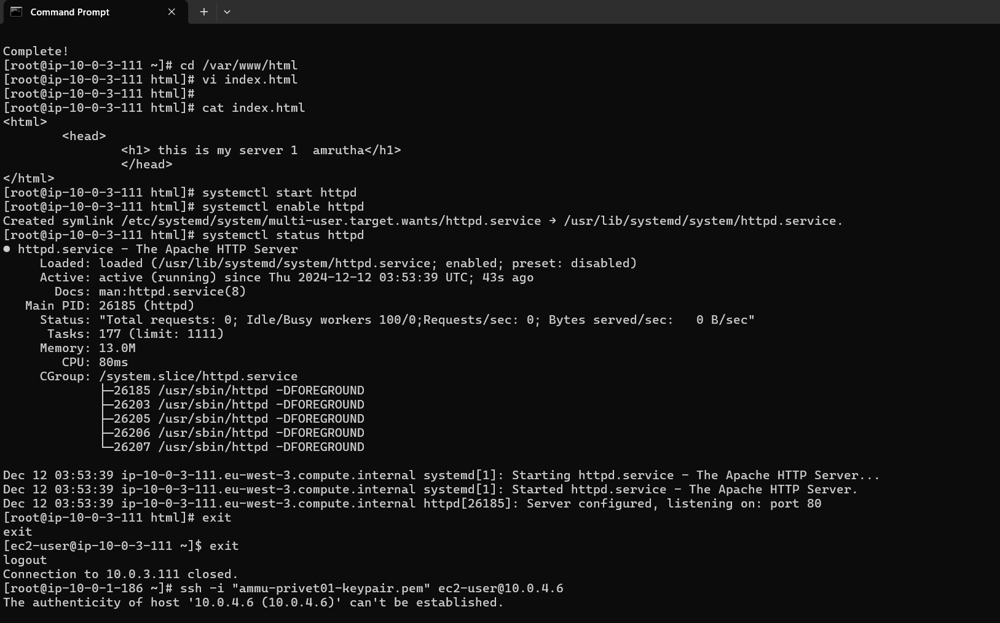 Command Prompt
Complete!
[root@ip-10-0-3-111 ~]# cd /var/www/html
[root@ip-10-0-3-111 html]# vi index.html
[root@ip-10-0-3-111 html]#
[root@ip-10-0-3-111 html]# cat index.html
<html>
        <head>
                <h1> this is my server 1  amrutha</h1>
                </head>
</html>
[root@ip-10-0-3-111 html]# systemctl start httpd
[root@ip-10-0-3-111 html]# systemctl enable httpd
Created symlink /etc/systemd/system/multi-user.target.wants/httpd.service → /usr/lib/systemd/system/httpd.service.
[root@ip-10-0-3-111 html]# systemctl status httpd
● httpd.service - The Apache HTTP Server
     Loaded: loaded (/usr/lib/systemd/system/httpd.service; enabled; preset: disabled)
     Active: active (running) since Thu 2024-12-12 03:53:39 UTC; 43s ago
       Docs: man:httpd.service(8)
   Main PID: 26185 (httpd)
     Status: "Total requests: 0; Idle/Busy workers 100/0;Requests/sec: 0; Bytes served/sec:   0 B/sec"
      Tasks: 177 (limit: 1111)
     Memory: 13.0M
        CPU: 80ms
     CGroup: /system.slice/httpd.service
             ├─26185 /usr/sbin/httpd -DFOREGROUND
             ├─26203 /usr/sbin/httpd -DFOREGROUND
             ├─26205 /usr/sbin/httpd -DFOREGROUND
             ├─26206 /usr/sbin/httpd -DFOREGROUND
             └─26207 /usr/sbin/httpd -DFOREGROUND
Dec 12 03:53:39 ip-10-0-3-111.eu-west-3.compute.internal systemd[1]: Starting httpd.service - The Apache HTTP Server...
Dec 12 03:53:39 ip-10-0-3-111.eu-west-3.compute.internal systemd[1]: Started httpd.service - The Apache HTTP Server.
Dec 12 03:53:39 ip-10-0-3-111.eu-west-3.compute.internal httpd[26185]: Server configured, listening on: port 80
[root@ip-10-0-3-111 html]# exit
exit
[ec2-user@ip-10-0-3-111 ~]$ exit
logout
Connection to 10.0.3.111 closed.
[root@ip-10-0-1-186 ~]# ssh -i "ammu-privet01-keypair.pem" ec2-user@10.0.4.6
The authenticity of host '10.0.4.6 (10.0.4.6)' can't be established.